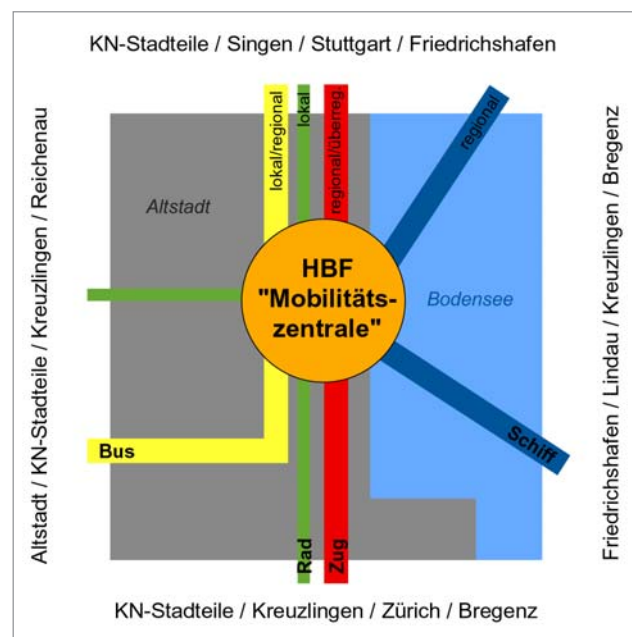 KN-Stadteile / Singen / Stuttgart / Friedrichshafen
Altstadt / KN-Stadteile / Kreuzlingen / Reichenau
lokal/regional
lokal
regional/überreg.
regional
Altstadt
HBF
"Mobilitäts-
zentrale"
Bodensee
Bus
Rad
Zug
Schiff
Friedrichshafen / Lindau / Kreuzlingen / Bregenz
KN-Stadteile / Kreuzlingen / Zürich / Bregenz